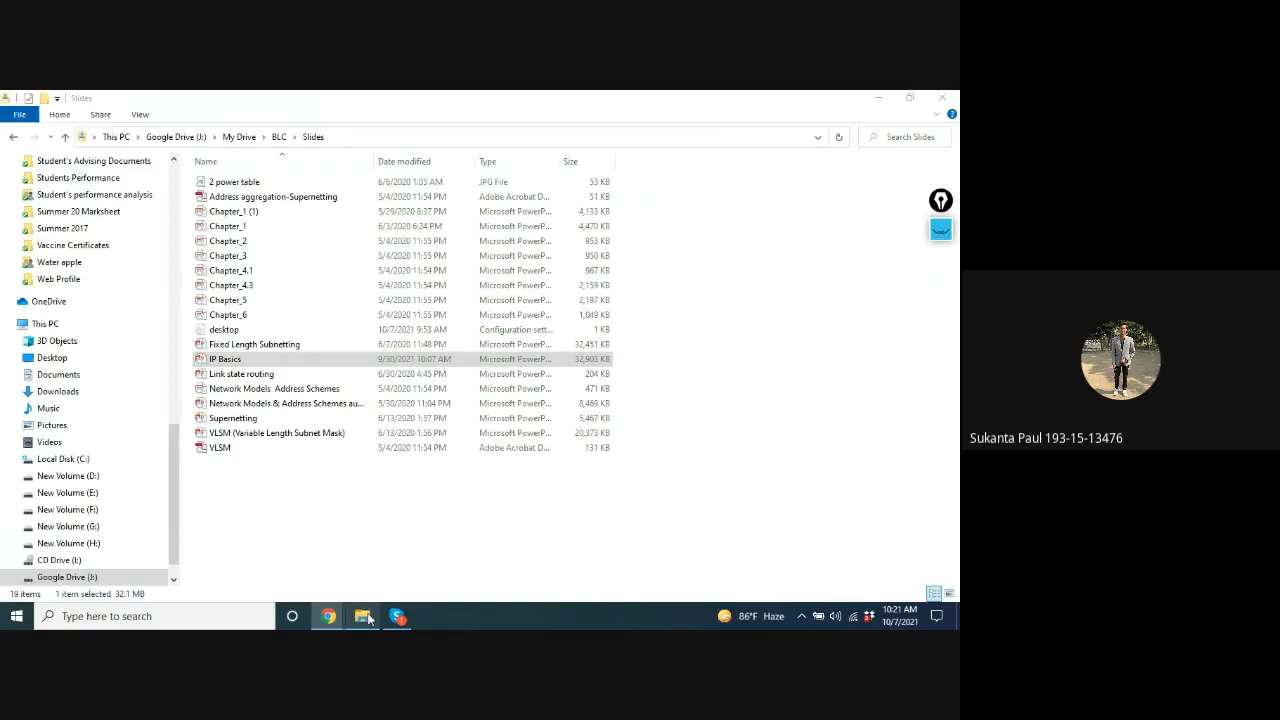 Slides
File Home Share View
This PC Google Drive (J:) My Drive BLC Slides
Search Slides
Name Date modified Type Size
Student's Advising Documents
Students Performance
Student's performance analysis
Summer 20 Marksheet
Summer 2017
Vaccine Certificates
Water apple
Web Profile
OneDrive
This PC
3D Objects
Desktop
Documents
Downloads
Music
Pictures
Videos
Local Disk (C:)
New Volume (D:)
New Volume (E:)
New Volume (F:)
New Volume (G:)
New Volume (H:)
CD Drive (I:)
Google Drive (J:)
2 power table 6/6/2020 1:05 AM JPG File 53 KB
Address aggregation-Supernetting 5/4/2020 11:54 PM Adobe Acrobat D... 51 KB
Chapter_1 (1) 5/29/2020 8:37 PM Microsoft PowerP... 4,133 KB
Chapter_1 6/3/2020 6:24 PM Microsoft PowerP... 4,470 KB
Chapter_2 5/4/2020 11:55 PM Microsoft PowerP... 953 KB
Chapter_3 5/4/2020 11:55 PM Microsoft PowerP... 950 KB
Chapter_4.1 5/4/2020 11:54 PM Microsoft PowerP... 967 KB
Chapter_4.3 5/4/2020 11:54 PM Microsoft PowerP... 2,159 KB
Chapter_5 5/4/2020 11:55 PM Microsoft PowerP... 2,197 KB
Chapter_6 5/4/2020 11:55 PM Microsoft PowerP... 1,049 KB
desktop 10/7/2021 9:53 AM Configuration sett... 1 KB
Fixed Length Subnetting 6/7/2020 11:48 PM Microsoft PowerP... 32,451 KB
IP Basics 9/30/2021 10:07 AM Microsoft PowerP... 32,903 KB
Link state routing 6/30/2020 4:45 PM Microsoft PowerP... 204 KB
Network Models Address Schemes 5/4/2020 11:54 PM Microsoft PowerP... 471 KB
Network Models & Address Schemes au... 5/30/2020 11:04 PM Microsoft PowerP... 8,469 KB
Supernetting 6/13/2020 1:57 PM Microsoft PowerP... 5,467 KB
VLSM (Variable Length Subnet Mask) 6/13/2020 1:56 PM Microsoft PowerP... 20,373 KB
VLSM 5/4/2020 11:54 PM Adobe Acrobat D... 131 KB
19 items 1 item selected 32.1 MB
Type here to search
86°F Haze
10:21 AM
10/7/2021
Sukanta Paul 193-15-13476